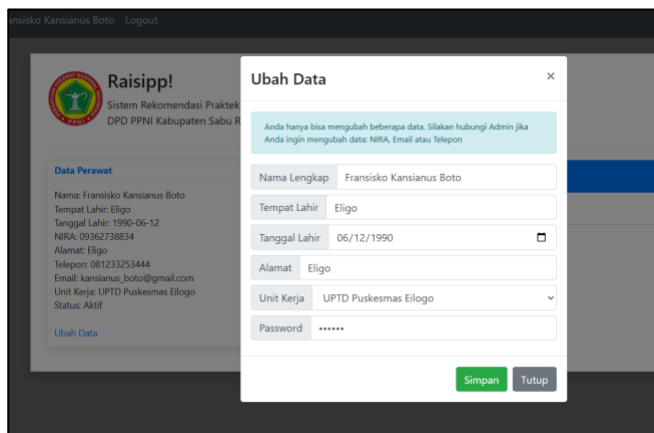 Kansianus Boto Logout
Raisipp!
Sistem Rekomendasi Praktek
DPD PPNI Kabupaten Sabu
Data Perawat
Nama: Fransisko Kansianus Boto
Tempat Lahir: Eligo
Tanggal Lahir: 1990-06-12
NIRA: 09362738834
Alamat: Eligo
Telepon: 081233253444
Email: kansianus_boto@gmail.com
Unit Kerja: UPTD Puskesmas Eilogo
Status: Aktif
Ubah Data
Ubah Data ×
Anda hanya bisa mengubah beberapa data. Silakan hubungi Admin jika
Anda ingin mengubah data: NIRA, Email atau Telepon
Nama Lengkap Fransisko Kansianus Boto
Tempat Lahir Eligo
Tanggal Lahir 06/12/1990
Alamat Eligo
Unit Kerja UPTD Puskesmas Eilogo
Password ••••••
Simpan Tutup